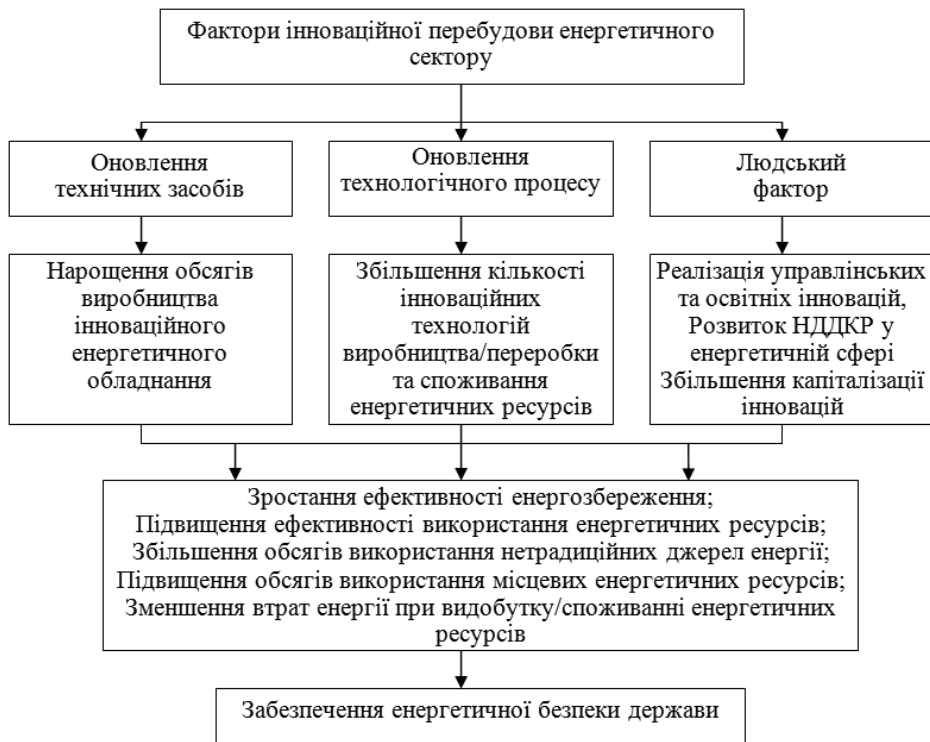 Фактори інноваційної перебудови енергетичного
сектору
Оновлення
технічних засобів
Оновлення
технологічного процесу
Людський
фактор
Нарощення обсягів
виробництва
інноваційного
енергетичного
обладнання
Збільшення кількості
інноваційних
технологій
виробництва/переробки
та споживання
енергетичних ресурсів
Реалізація управлінських
та освітніх інновацій,
Розвиток НДДКР у
енергетичній сфері
Збільшення капіталізації
інновацій
Зростання ефективності енергозбереження;
Підвищення ефективності використання енергетичних ресурсів;
Збільшення обсягів використання нетрадиційних джерел енергії;
Підвищення обсягів використання місцевих енергетичних ресурсів;
Зменшення втрат енергії при видобутку/споживанні енергетичних
ресурсів
Забезпечення енергетичної безпеки держави